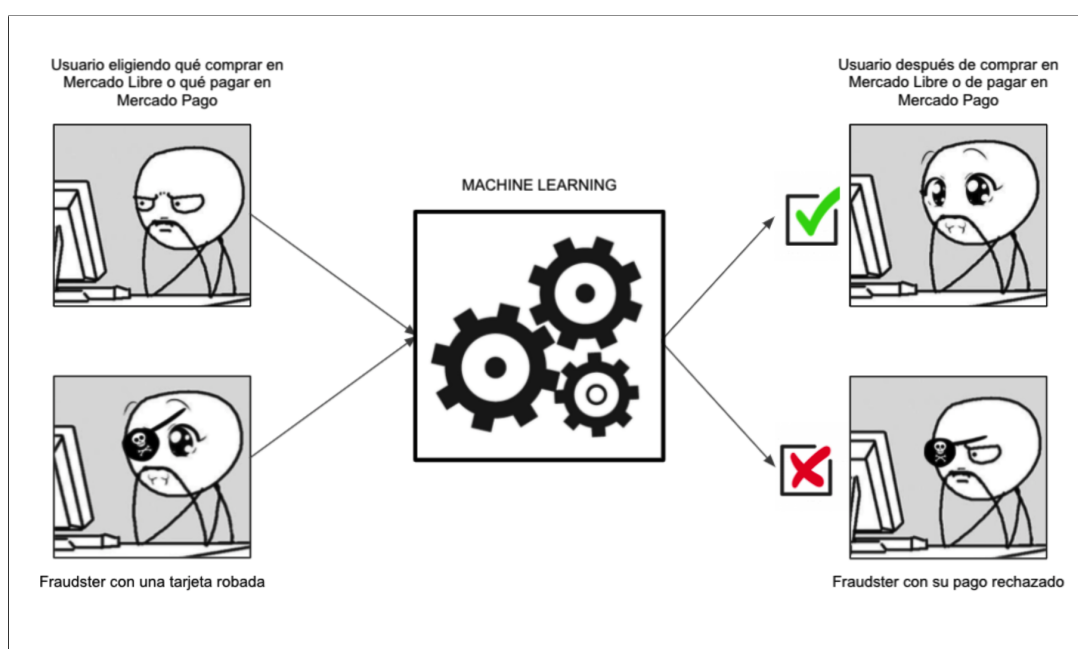 Usuario eligiendo qué comprar en
Mercado Libre o qué pagar en
Mercado Pago
Usuario después de comprar en
Mercado Libre o de pagar en
Mercado Pago
MACHINE LEARNING
Fraudster con una tarjeta robada
Fraudster con su pago rechazado